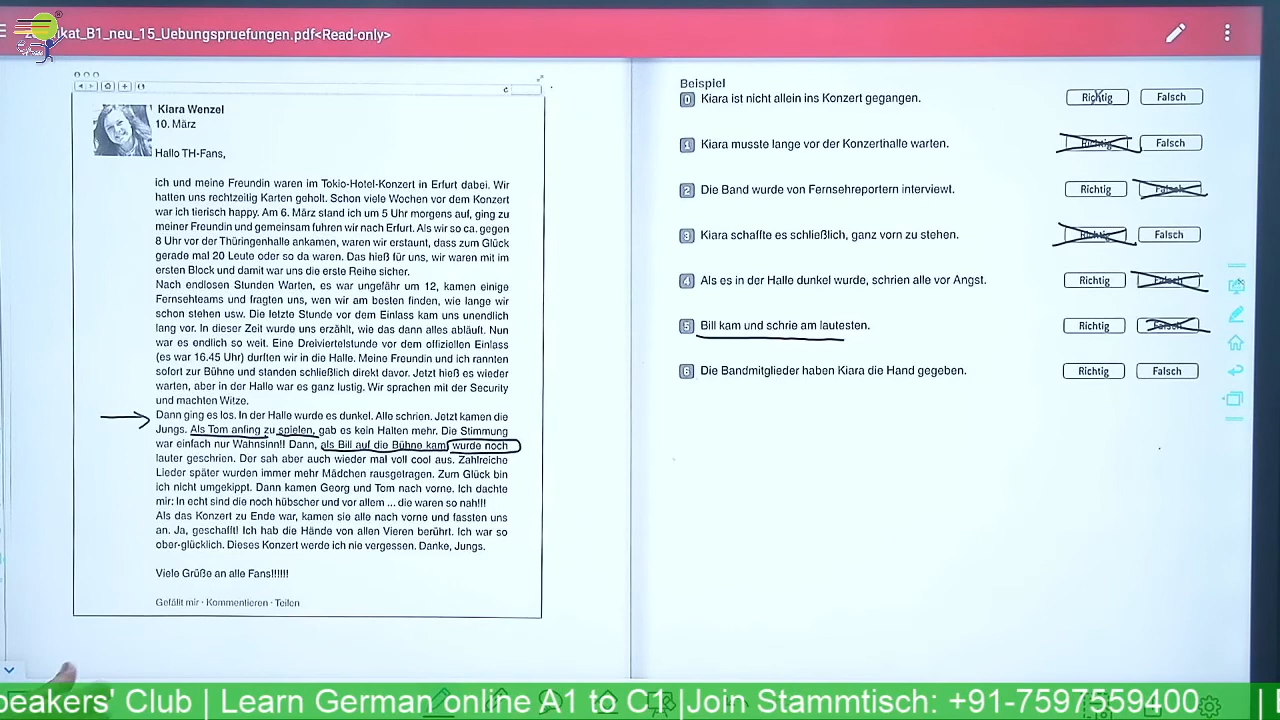 kat_B1_neu_15_Uebungspruefungen.pdf<Read-only>
Kiara Wenzel
10. März
Hallo TH-Fans,
ich und meine Freundin waren im Tokio-Hotel-Konzert in Erfurt dabei. Wir
hatten uns rechtzeitig Karten geholt. Schon viele Wochen vor dem Konzert
war ich tierisch happy. Am 6. März stand ich um 5 Uhr morgens auf, ging zu
meiner Freundin und gemeinsam fuhren wir nach Erfurt. Als wir so ca. gegen
8 Uhr vor der Thüringenhalle ankamen, waren wir erstaunt, dass zum Glück
gerade mal 20 Leute oder so da waren. Das hieß für uns, wir waren mit im
ersten Block und damit war uns die erste Reihe sicher.
Nach endlosen Stunden Warten, es war ungefähr um 12, kamen einige
Fernsehteams und fragten uns, wen wir am besten finden, wie lange wir
schon stehen usw. Die letzte Stunde vor dem Einlass kam uns unendlich
lang vor. In dieser Zeit wurde uns erzählt, wie das dann alles abläuft. Nun
war es endlich so weit. Eine Dreiviertelstunde vor dem offiziellen Einlass
(es war 16.45 Uhr) durften wir in die Halle. Meine Freundin und ich rannten
sofort zur Bühne und standen schließlich direkt davor. Jetzt hieß es wieder
warten, aber in der Halle war es ganz lustig. Wir sprachen mit der Security
und machten Witze.
Dann ging es los. In der Halle wurde es dunkel. Alle schrien. Jetzt kamen die
Jungs. Als Tom anfing zu spielen, gab es kein Halten mehr. Die Stimmung
war einfach nur Wahnsinn!! Dann, als Bill auf die Bühne kam, wurde noch
lauter geschrien. Der sah aber auch wieder mal voll cool aus. Zahlreiche
Lieder später wurden immer mehr Mädchen rausgetragen. Zum Glück bin
ich nicht umgekippt. Dann kamen Georg und Tom nach vorne. Ich dachte
mir: In echt sind die noch hübscher und vor allem ... die waren so nah!!!
Als das Konzert zu Ende war, kamen sie alle nach vorne und fassten uns
an. Ja, geschafft! Ich hab die Hände von allen Vieren berührt. Ich war so
ober-glücklich. Dieses Konzert werde ich nie vergessen. Danke, Jungs.
Viele Grüße an alle Fans!!!!!!
Gefällt mir · Kommentieren · Teilen
Beispiel
0 Kiara ist nicht allein ins Konzert gegangen. Richtig Falsch
1 Kiara musste lange vor der Konzerthalle warten. Richtig Falsch
2 Die Band wurde von Fernsehreportern interviewt. Richtig Falsch
3 Kiara schaffte es schließlich, ganz vorn zu stehen. Richtig Falsch
4 Als es in der Halle dunkel wurde, schrien alle vor Angst. Richtig Falsch
5 Bill kam und schrie am lautesten. Richtig Falsch
6 Die Bandmitglieder haben Kiara die Hand gegeben. Richtig Falsch
peakers' Club | Learn German online A1 to C1 |Join Stammtisch: +91-7597559400 |